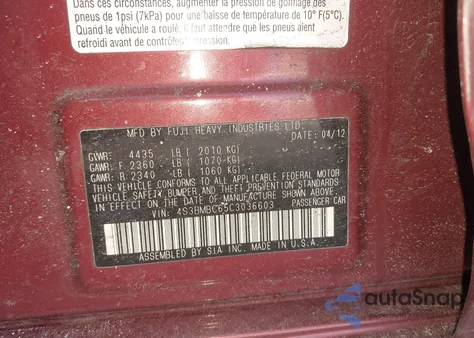 Dans ces circonstances, augmenter la pression de gonflage des
pneus de 1psi (7kPa) pour une baisse de température de 10° F(5°C).
Quand le véhicule a roulé: il faut attendre que les pneus aient
refroidi avant d'effectuer ce contrôle.
MFD BY FUJI HEAVY INDUSTRIES LTD.
DATE: 04/12
GVWR: 4435 LB ( 2010 KG)
GAWR: F. 2360 LB ( 1070 KG)
GAWR: R. 2340 LB ( 1060 KG)
THIS VEHICLE CONFORMS TO ALL APPLICABLE FEDERAL MOTOR
VEHICLE SAFETY, BUMPER, AND THEFT PREVENTION STANDARDS
IN EFFECT ON THE DATE OF MANUFACTURE SHOWN ABOVE.
VIN: 4S3BMBC65C3036603 PASSENGER CAR
ASSEMBLED BY SIA INC. MADE IN U.S.A.
autoSnap